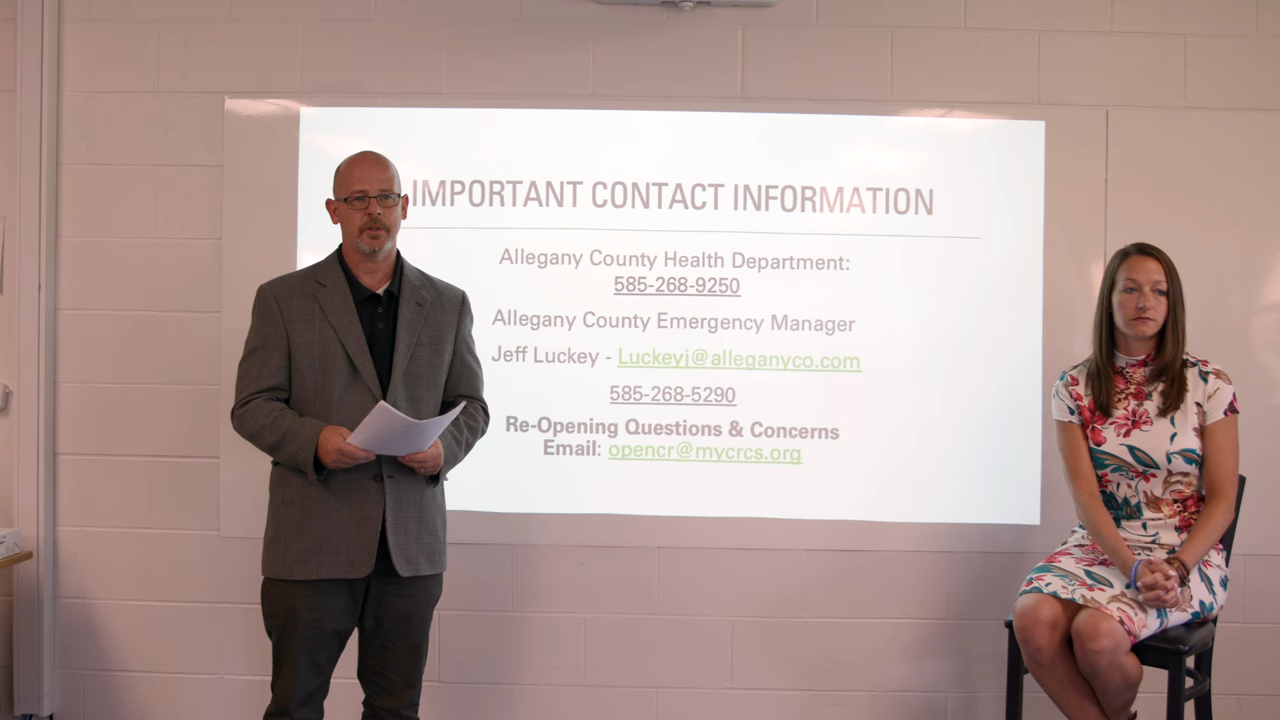 IMPORTANT CONTACT INFORMATION
Allegany County Health Department:
585-268-9250
Allegany County Emergency Manager
Jeff Luckey - Luckeyj@alleganyco.com
585-268-5290
Re-Opening Questions & Concerns
Email: opencr@mycrcs.org